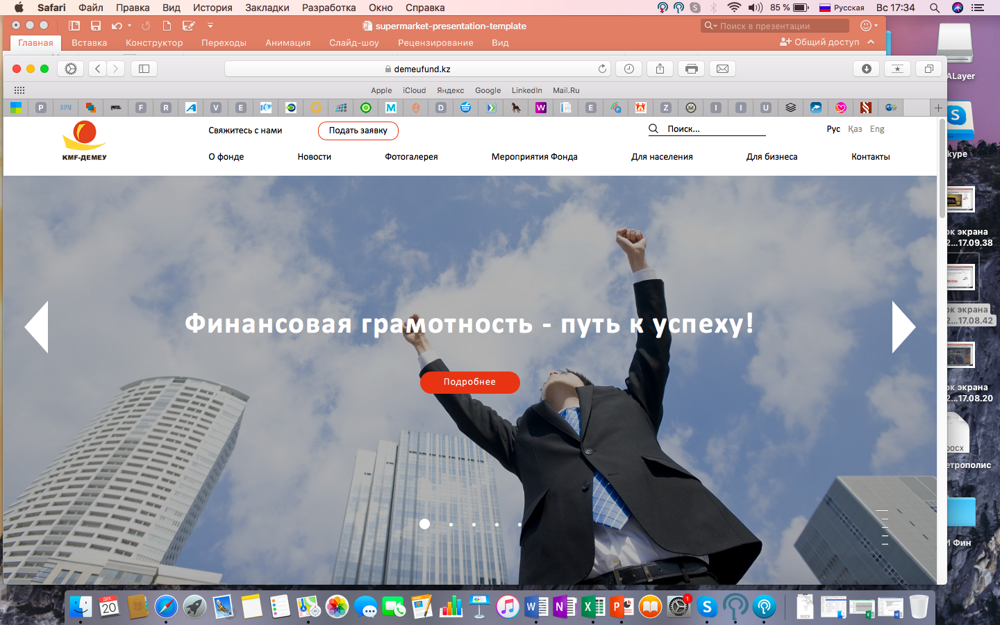 Safari Файл Правка Вид История Закладки Разработка Окно Справка 85 % Русская Вс 17:34
supermarket-presentation-template
Поиск в презентации
Главная Вставка Конструктор Переходы Анимация Слайд-шоу Рецензирование Вид Общий доступ
demeufund.kz
Apple iCloud Яндекс Google LinkedIn Mail.Ru
Свяжитесь с нами Подать заявку Поиск... Рус Қаз Eng
КМF-ДЕМЕУ
О фонде Новости Фотогалерея Мероприятия Фонда Для населения Для бизнеса Контакты
Финансовая грамотность - путь к успеху!
Подробнее
ALayer
kype
ок экрана
2...17.09.38
ок экрана
2...17.08.42
ок экрана
2...17.08.20
DOCX
етрополис
И Фин
ДЕК.
20
1
DOCX